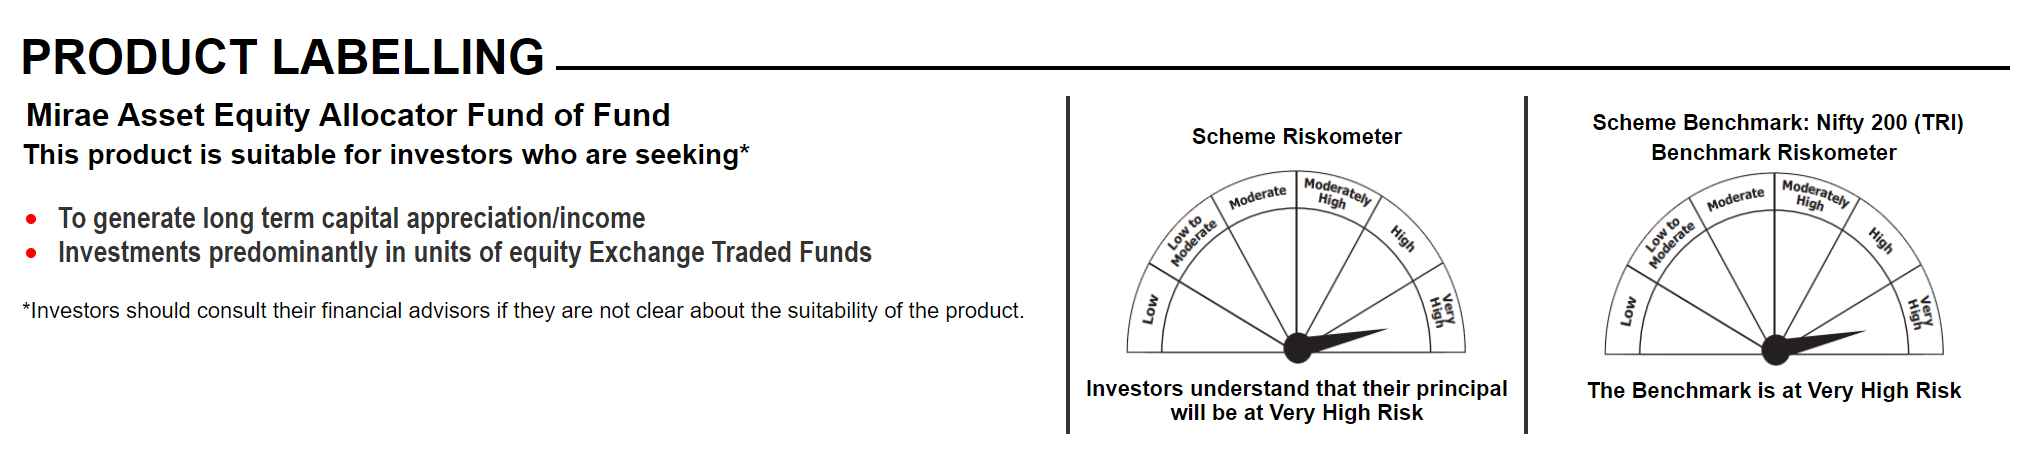 PRODUCT LABELLING
Mirae Asset Equity Allocator Fund of Fund
This product is suitable for investors who are seeking*
• To generate long term capital appreciation/income
• Investments predominantly in units of equity Exchange Traded Funds
*Investors should consult their financial advisors if they are not clear about the suitability of the product.
Scheme Riskometer
Low
Low to
Moderate
Moderate
Moderately
High
High
Very
High
Investors understand that their principal
will be at Very High Risk
Scheme Benchmark: Nifty 200 (TRI)
Benchmark Riskometer
Low
Low to
Moderate
Moderate
Moderately
High
High
Very
High
The Benchmark is at Very High Risk